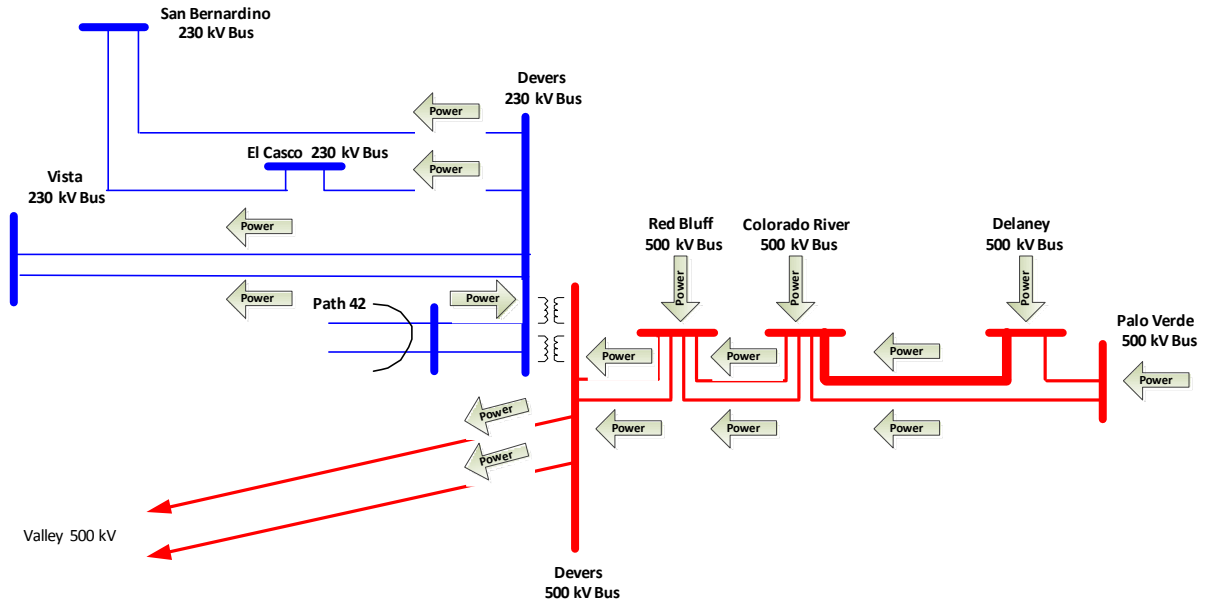 San Bernardino
230 kV Bus
Devers
230 kV Bus
Power
El Casco 230 kV Bus
Power
Vista
230 kV Bus
Power
Red Bluff
500 kV Bus
Colorado River
500 kV Bus
Delaney
500 kV Bus
Power
Power
Power
Power
Path 42
Power
Palo Verde
500 kV Bus
Power
Power
Power
Power
Power
Power
Power
Power
Power
Valley 500 kV
Devers
500 kV Bus